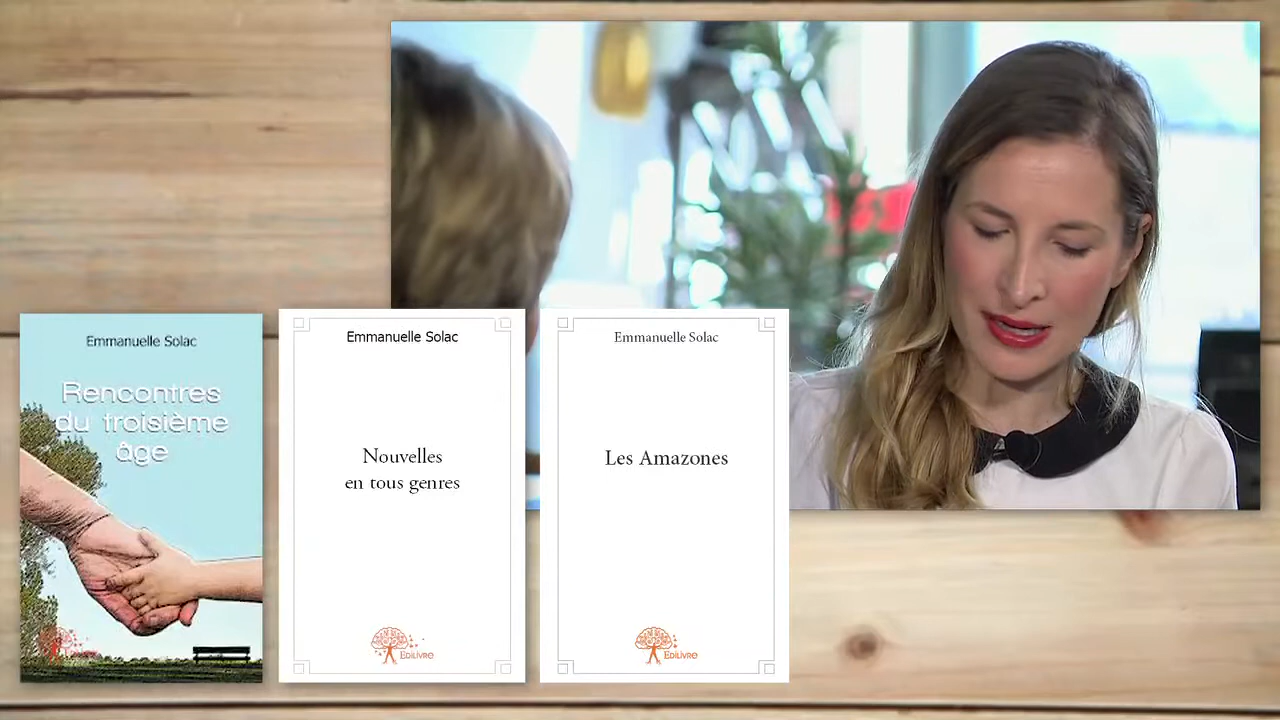 Emmanuelle Solac
Rencontres
du troisième
âge
Emmanuelle Solac
Nouvelles
en tous genres
EDILIVRE
Emmanuelle Solac
Les Amazones
EDILIVRE